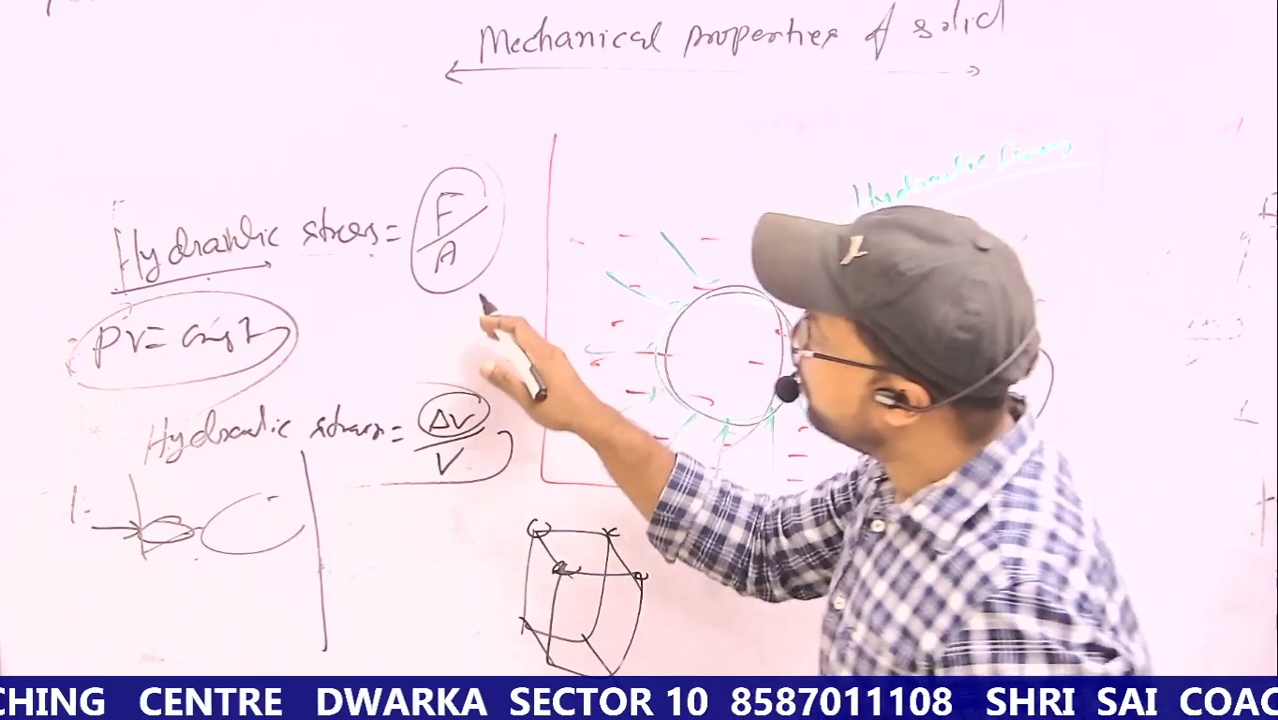 Mechanical properties of solid
Hydraulic stress = F/A
Hydraulic
PV = const
Hydraulic strain = ΔV/V
CHING CENTRE DWARKA SECTOR 10 8587011108 SHRI SAI COAC